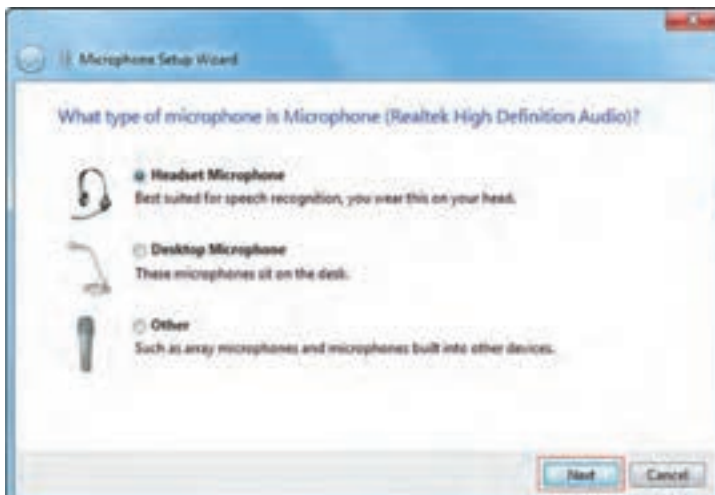 Microphone Setup Wizard
What type of microphone is Microphone (Realtek High Definition Audio)?
Headset Microphone
Best suited for speech recognition, you wear this on your head.
Desktop Microphone
These microphones sit on the desk.
Other
Such as array microphones and microphones built into other devices.
Next Cancel